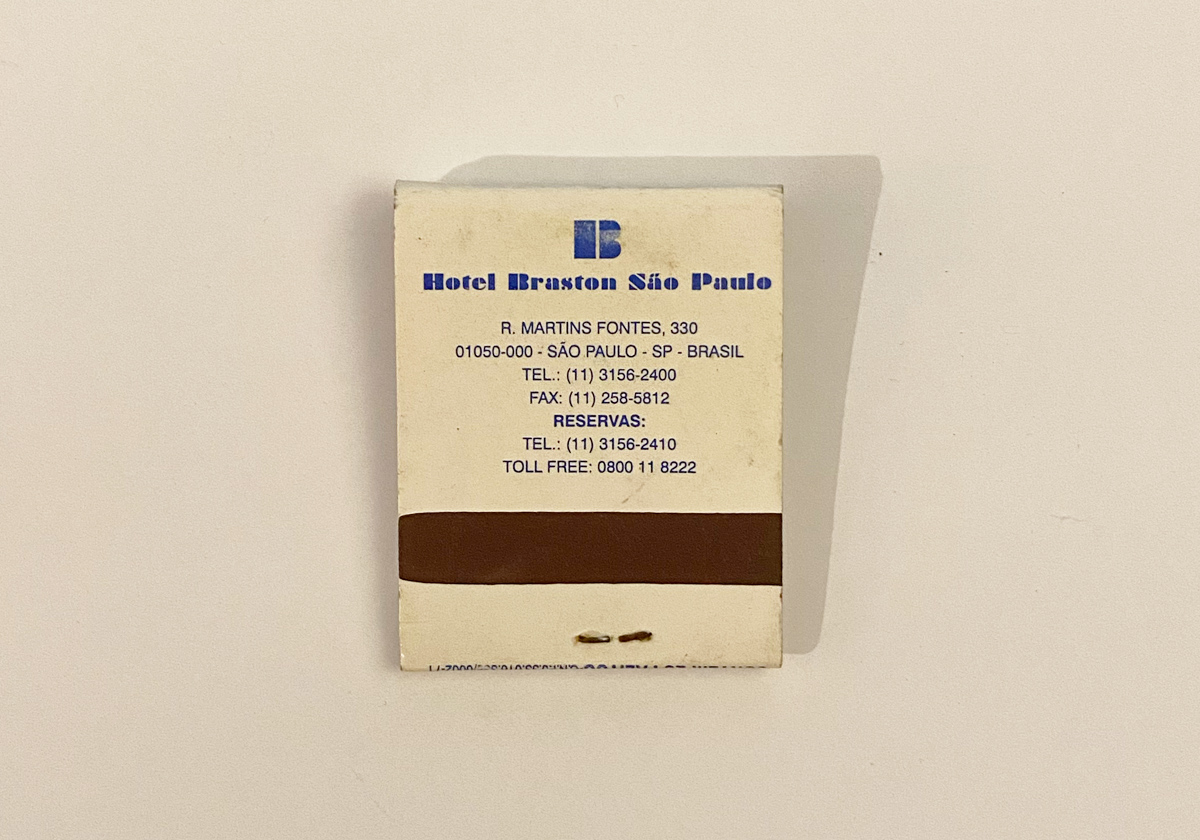 B
Hotel Braston São Paulo
R. MARTINS FONTES, 330
01050-000 - SÃO PAULO - SP - BRASIL
TEL.: (11) 3156-2400
FAX: (11) 258-5812
RESERVAS:
TEL.: (11) 3156-2410
TOLL FREE: 0800 11 8222